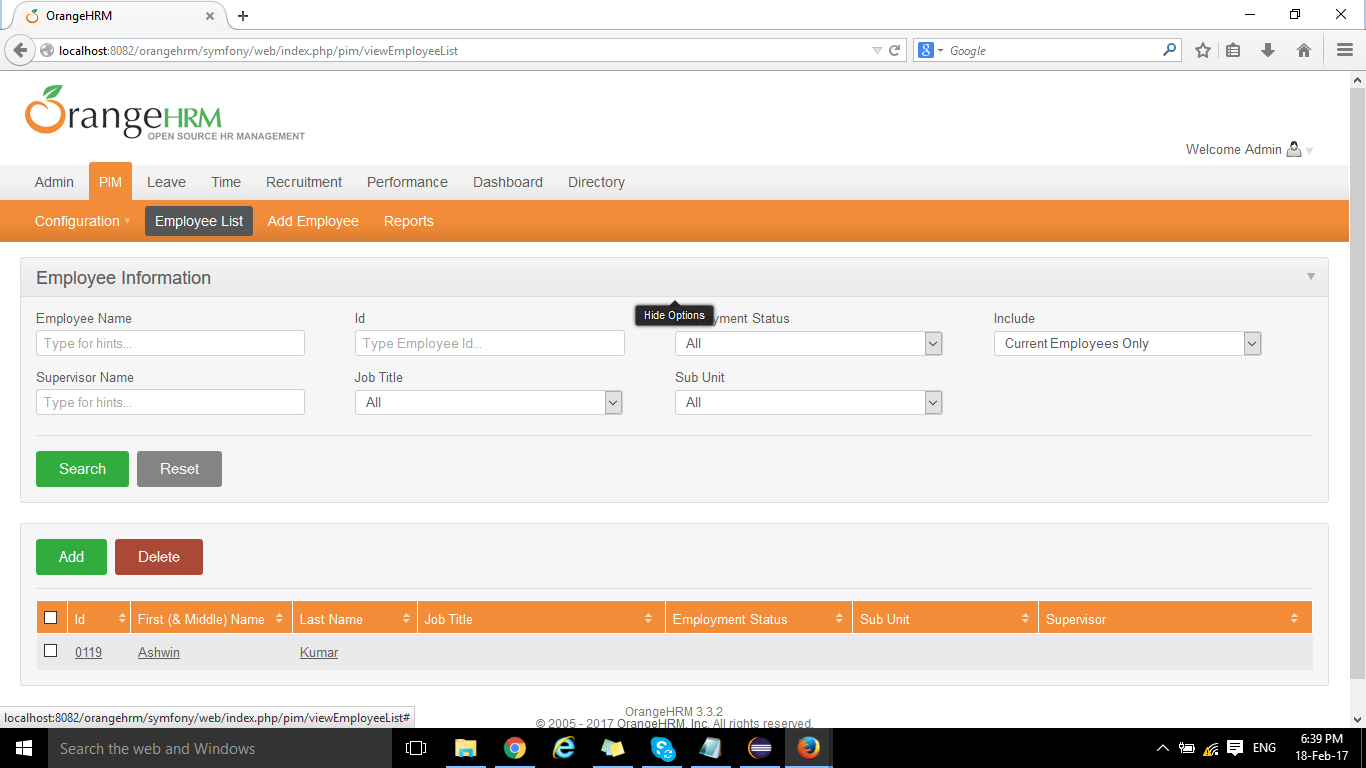 OrangeHRM
localhost:8082/orangehrm/symfony/web/index.php/pim/viewEmployeeList
Google
OrangeHRM
OPEN SOURCE HR MANAGEMENT
Welcome Admin
Admin PIM Leave Time Recruitment Performance Dashboard Directory
Configuration Employee List Add Employee Reports
Employee Information
Hide Options
Employee Name Id yment Status Include
Type for hints... Type Employee Id... All Current Employees Only
Supervisor Name Job Title Sub Unit
Type for hints... All All
Search Reset
Add Delete
Id First (& Middle) Name Last Name Job Title Employment Status Sub Unit Supervisor
0119 Ashwin Kumar
OrangeHRM 3.3.2
© 2005 - 2017 OrangeHRM, Inc. All rights reserved.
localhost:8082/orangehrm/symfony/web/index.php/pim/viewEmployeeList#
Search the web and Windows
ENG
6:39 PM
18-Feb-17